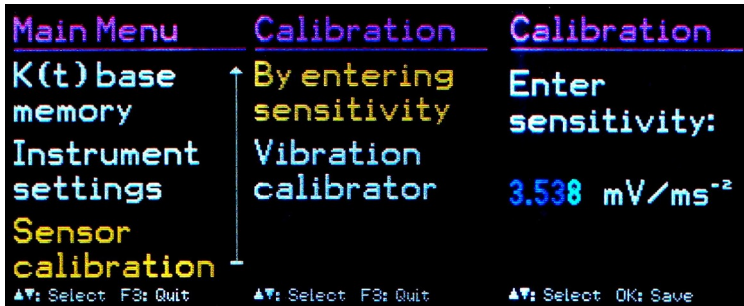 Main Menu
K(t) base
memory
Instrument
settings
Sensor
calibration
▲▼: Select F3: Quit
Calibration
By entering
sensitivity
Vibration
calibrator
▲▼: Select F3: Quit
Calibration
Enter
sensitivity:
3.538 mV/ms⁻²
▲▼: Select OK: Save